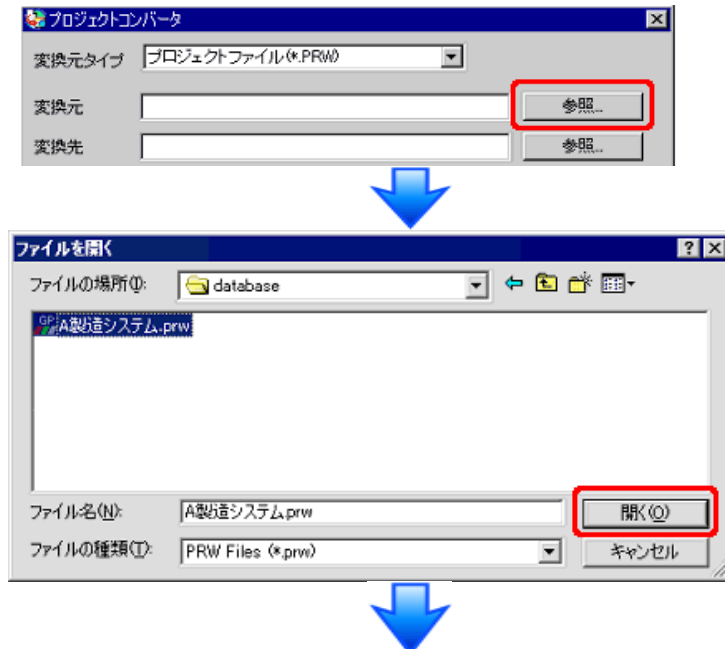 プロジェクトコンバータ
変換元タイプ プロジェクトファイル(*.PRW)
変換元 参照...
変換先 参照...
ファイルを開く
ファイルの場所(I): database
A製造システム.prw
ファイル名(N): A製造システム.prw 開く(O)
ファイルの種類(T): PRW Files (*.prw) キャンセル